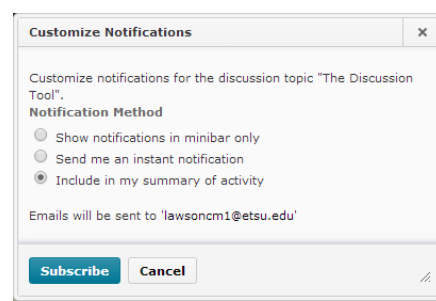 Customize Notifications
Customize notifications for the discussion topic "The Discussion
Tool".
Notification Method
Show notifications in minibar only
Send me an instant notification
Include in my summary of activity
Emails will be sent to 'lawsoncm1@etsu.edu'
Subscribe Cancel